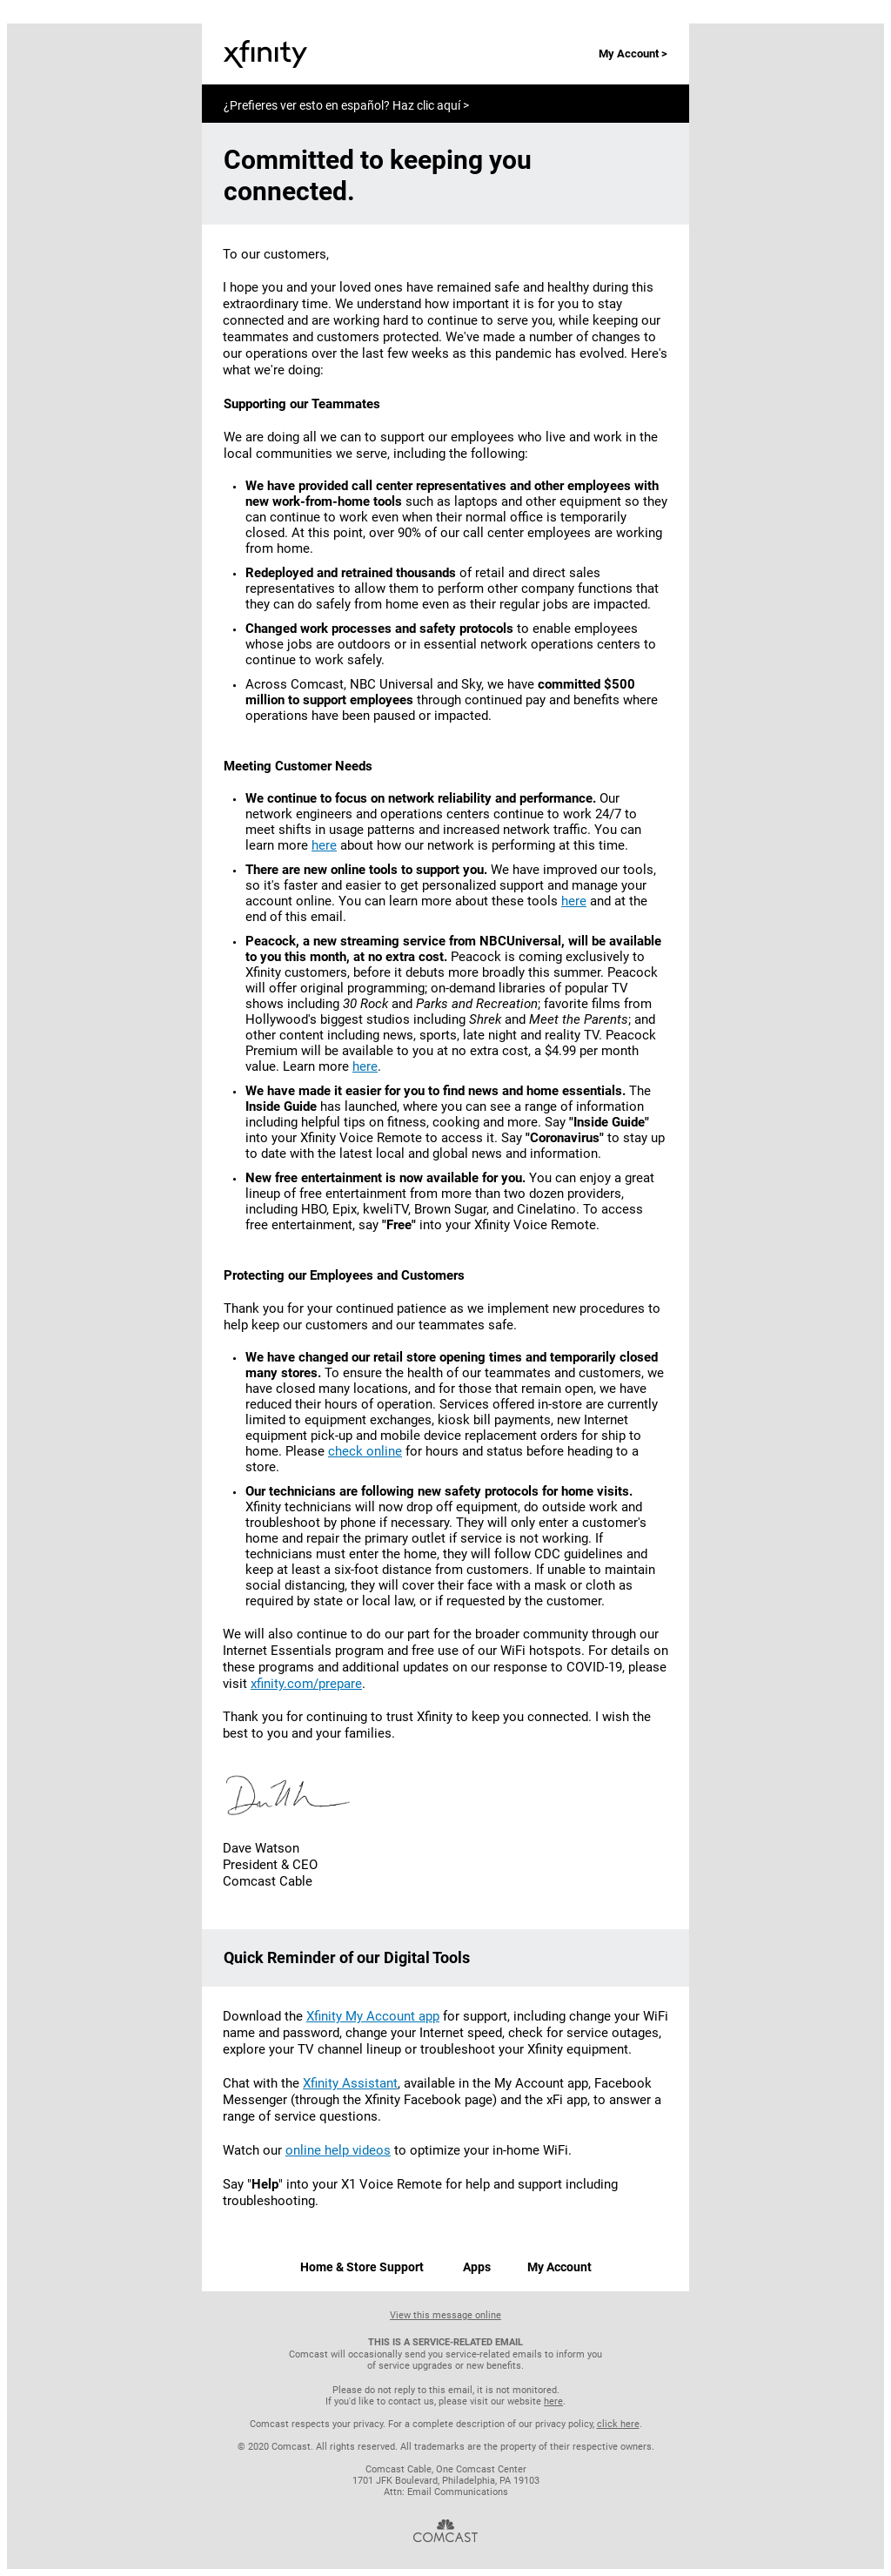 xfinity
My Account >
¿Prefieres ver esto en español? Haz clic aquí >
Committed to keeping you
connected.
To our customers,
I hope you and your loved ones have remained safe and healthy during this
extraordinary time. We understand how important it is for you to stay
connected and are working hard to continue to serve you, while keeping our
teammates and customers protected. We've made a number of changes to
our operations over the last few weeks as this pandemic has evolved. Here's
what we're doing:
Supporting our Teammates
We are doing all we can to support our employees who live and work in the
local communities we serve, including the following:
• We have provided call center representatives and other employees with
new work-from-home tools such as laptops and other equipment so they
can continue to work even when their normal office is temporarily
closed. At this point, over 90% of our call center employees are working
from home.
• Redeployed and retrained thousands of retail and direct sales
representatives to allow them to perform other company functions that
they can do safely from home even as their regular jobs are impacted.
• Changed work processes and safety protocols to enable employees
whose jobs are outdoors or in essential network operations centers to
continue to work safely.
• Across Comcast, NBC Universal and Sky, we have committed $500
million to support employees through continued pay and benefits where
operations have been paused or impacted.
Meeting Customer Needs
• We continue to focus on network reliability and performance. Our
network engineers and operations centers continue to work 24/7 to
meet shifts in usage patterns and increased network traffic. You can
learn more here about how our network is performing at this time.
• There are new online tools to support you. We have improved our tools,
so it's faster and easier to get personalized support and manage your
account online. You can learn more about these tools here and at the
end of this email.
• Peacock, a new streaming service from NBCUniversal, will be available
to you this month, at no extra cost. Peacock is coming exclusively to
Xfinity customers, before it debuts more broadly this summer. Peacock
will offer original programming; on-demand libraries of popular TV
shows including 30 Rock and Parks and Recreation; favorite films from
Hollywood's biggest studios including Shrek and Meet the Parents; and
other content including news, sports, late night and reality TV. Peacock
Premium will be available to you at no extra cost, a $4.99 per month
value. Learn more here.
• We have made it easier for you to find news and home essentials. The
Inside Guide has launched, where you can see a range of information
including helpful tips on fitness, cooking and more. Say "Inside Guide"
into your Xfinity Voice Remote to access it. Say "Coronavirus" to stay up
to date with the latest local and global news and information.
• New free entertainment is now available for you. You can enjoy a great
lineup of free entertainment from more than two dozen providers,
including HBO, Epix, kweliTV, Brown Sugar, and Cinelatino. To access
free entertainment, say "Free" into your Xfinity Voice Remote.
Protecting our Employees and Customers
Thank you for your continued patience as we implement new procedures to
help keep our customers and our teammates safe.
• We have changed our retail store opening times and temporarily closed
many stores. To ensure the health of our teammates and customers, we
have closed many locations, and for those that remain open, we have
reduced their hours of operation. Services offered in-store are currently
limited to equipment exchanges, kiosk bill payments, new Internet
equipment pick-up and mobile device replacement orders for ship to
home. Please check online for hours and status before heading to a
store.
• Our technicians are following new safety protocols for home visits.
Xfinity technicians will now drop off equipment, do outside work and
troubleshoot by phone if necessary. They will only enter a customer's
home and repair the primary outlet if service is not working. If
technicians must enter the home, they will follow CDC guidelines and
keep at least a six-foot distance from customers. If unable to maintain
social distancing, they will cover their face with a mask or cloth as
required by state or local law, or if requested by the customer.
We will also continue to do our part for the broader community through our
Internet Essentials program and free use of our WiFi hotspots. For details on
these programs and additional updates on our response to COVID-19, please
visit xfinity.com/prepare.
Thank you for continuing to trust Xfinity to keep you connected. I wish the
best to you and your families.
Dave Watson
President & CEO
Comcast Cable
Quick Reminder of our Digital Tools
Download the Xfinity My Account app for support, including change your WiFi
name and password, change your Internet speed, check for service outages,
explore your TV channel lineup or troubleshoot your Xfinity equipment.
Chat with the Xfinity Assistant, available in the My Account app, Facebook
Messenger (through the Xfinity Facebook page) and the xFi app, to answer a
range of service questions.
Watch our online help videos to optimize your in-home WiFi.
Say "Help" into your X1 Voice Remote for help and support including
troubleshooting.
Home & Store Support Apps My Account
View this message online
THIS IS A SERVICE-RELATED EMAIL
Comcast will occasionally send you service-related emails to inform you
of service upgrades or new benefits.
Please do not reply to this email, it is not monitored.
If you'd like to contact us, please visit our website here.
Comcast respects your privacy. For a complete description of our privacy policy, click here.
© 2020 Comcast. All rights reserved. All trademarks are the property of their respective owners.
Comcast Cable, One Comcast Center
1701 JFK Boulevard, Philadelphia, PA 19103
Attn: Email Communications
COMCAST